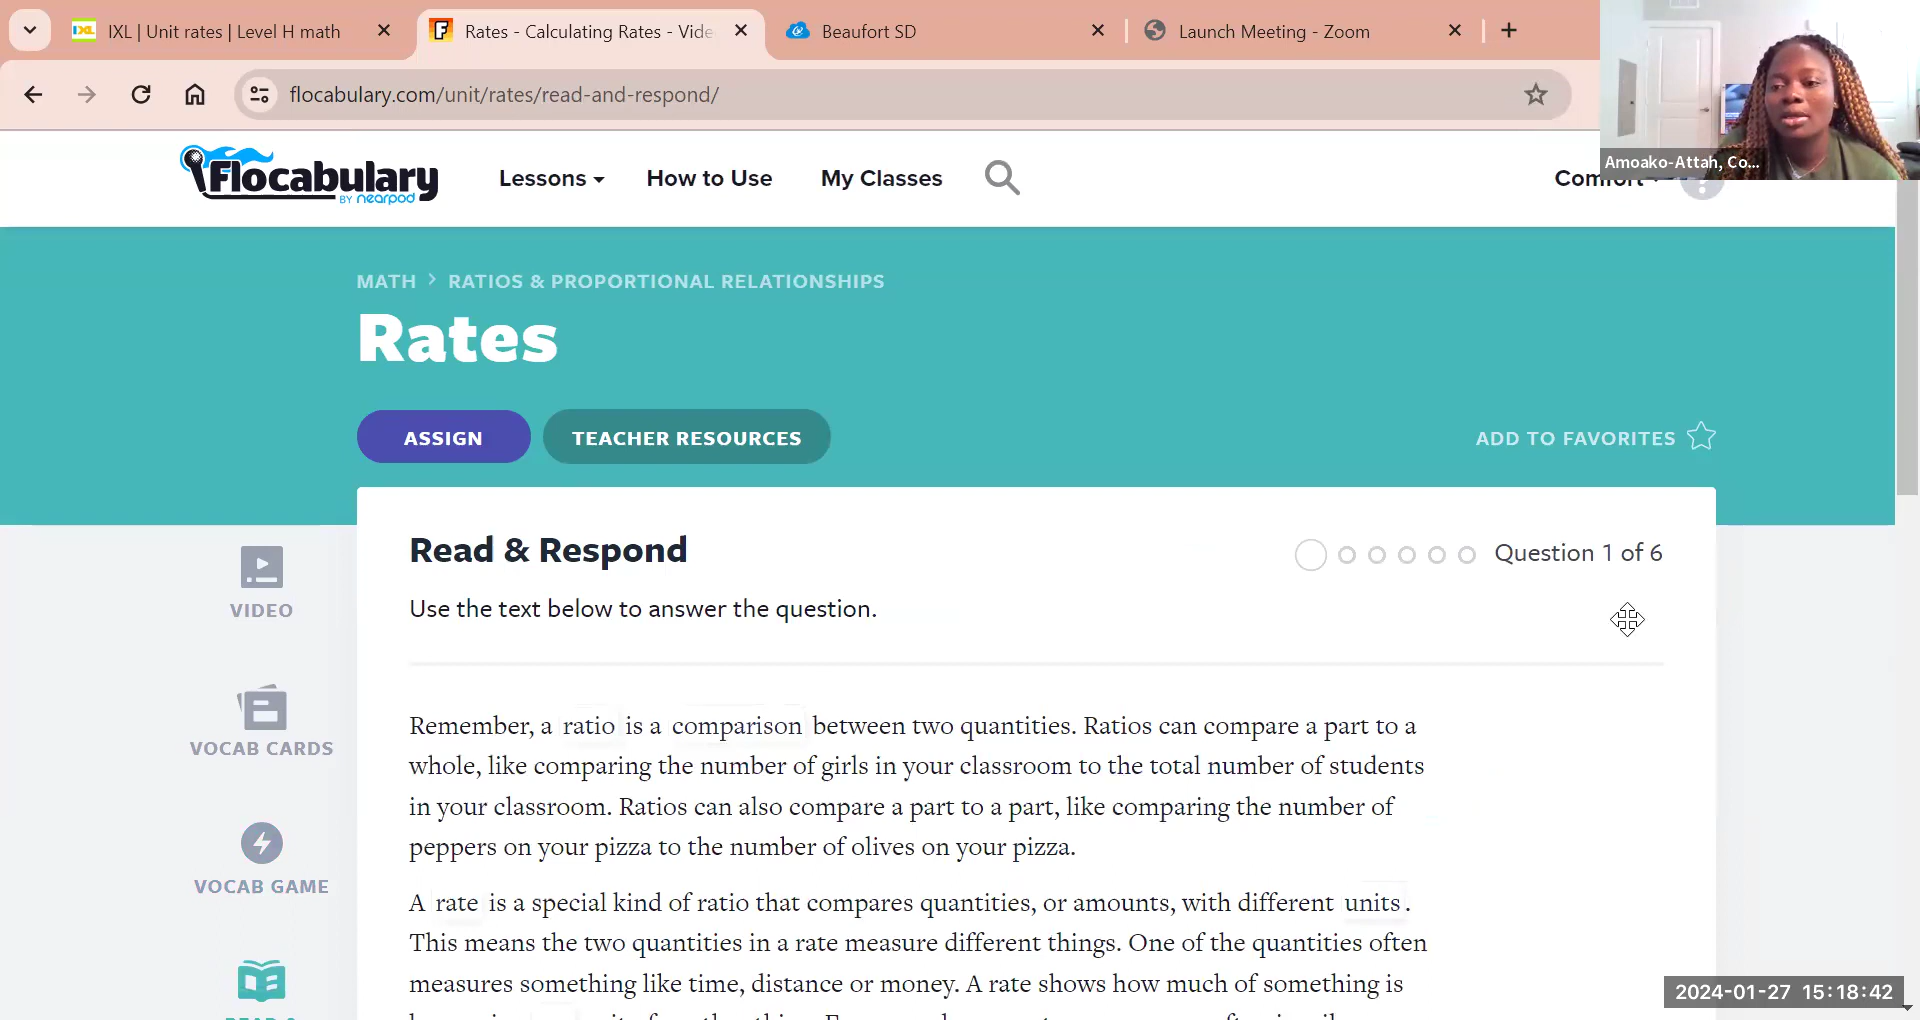 IXL | Unit rates | Level H math
Rates - Calculating Rates - Vide
Beaufort SD
Launch Meeting - Zoom
flocabulary.com/unit/rates/read-and-respond/
Amoako-Attah, Co...
Flocabulary
BY nearpod
Lessons
How to Use
My Classes
Comfort
MATH > RATIOS & PROPORTIONAL RELATIONSHIPS
Rates
ASSIGN
TEACHER RESOURCES
ADD TO FAVORITES
Read & Respond
Question 1 of 6
Use the text below to answer the question.
VIDEO
VOCAB CARDS
VOCAB GAME
Remember, a ratio is a comparison between two quantities. Ratios can compare a part to a
whole, like comparing the number of girls in your classroom to the total number of students
in your classroom. Ratios can also compare a part to a part, like comparing the number of
peppers on your pizza to the number of olives on your pizza.
A rate is a special kind of ratio that compares quantities, or amounts, with different units.
This means the two quantities in a rate measure different things. One of the quantities often
measures something like time, distance or money. A rate shows how much of something is
2024-01-27 15:18:42